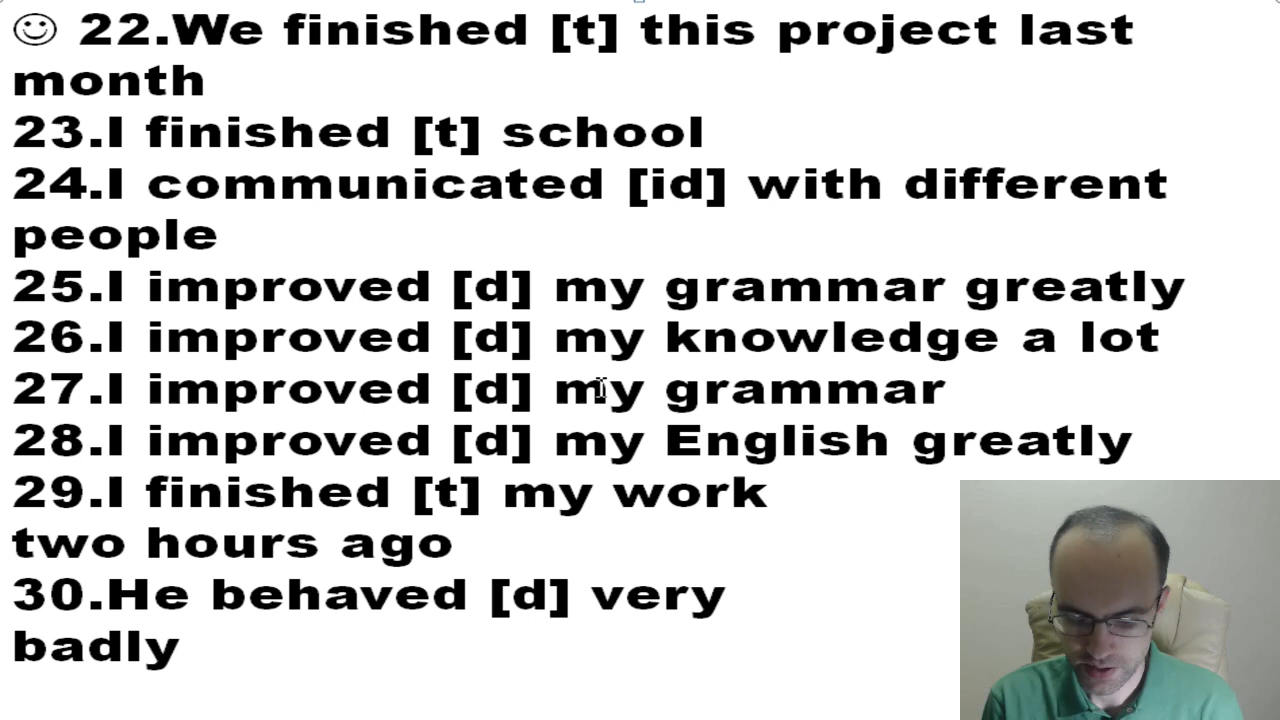 ☺ 22.We finished [t] this project last
month
23.I finished [t] school
24.I communicated [id] with different
people
25.I improved [d] my grammar greatly
26.I improved [d] my knowledge a lot
27.I improved [d] my grammar
28.I improved [d] my English greatly
29.I finished [t] my work
two hours ago
30.He behaved [d] very
badly